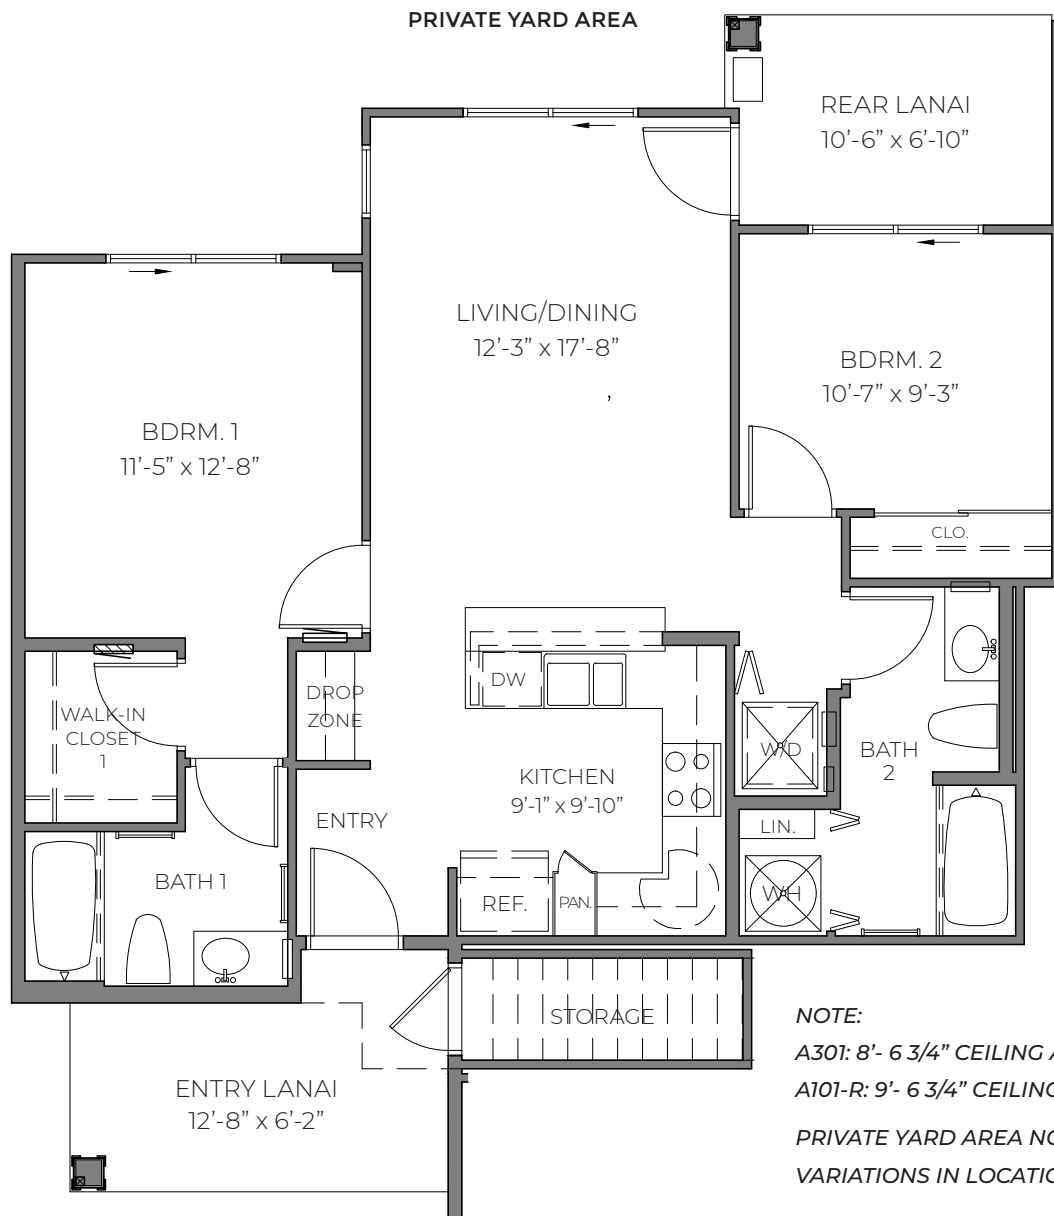 PRIVATE YARD AREA
REAR LANAI
10’-6” x 6’-10”
LIVING/DINING
12’-3” x 17’-8”
,
BDRM. 2
10’-7” x 9’-3”
BDRM. 1
11’-5” x 12’-8”
CLO.
DW
DROP
ZONE
WALK-IN
CLOSET
1
W/D
BATH
2
KITCHEN
9’-1” x 9’-10”
ENTRY
LIN.
BATH 1
WH
REF.
PAN.
STORAGE
NOTE:
A301: 8’- 6 3/4” CEILING
A101-R: 9’- 6 3/4” CEILING
ENTRY LANAI
12’-8” x 6’-2”
PRIVATE YARD AREA
VARIATIONS IN